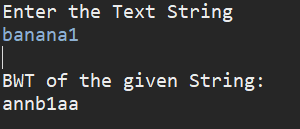 Enter the Text String
banana1
BWT of the given String:
annb1aa